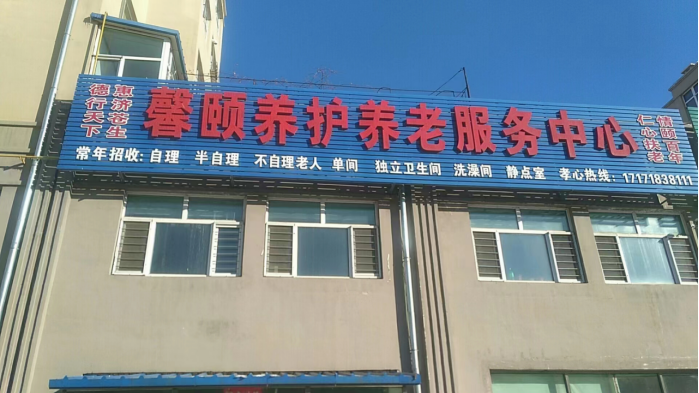 德行天下
惠济苍生
馨颐养护养老服务中心
仁心扶老
情颐百年
常年招收:自理 半自理 不自理老人 单间 独立卫生间 洗澡间 静点室 孝心热线:17171838111